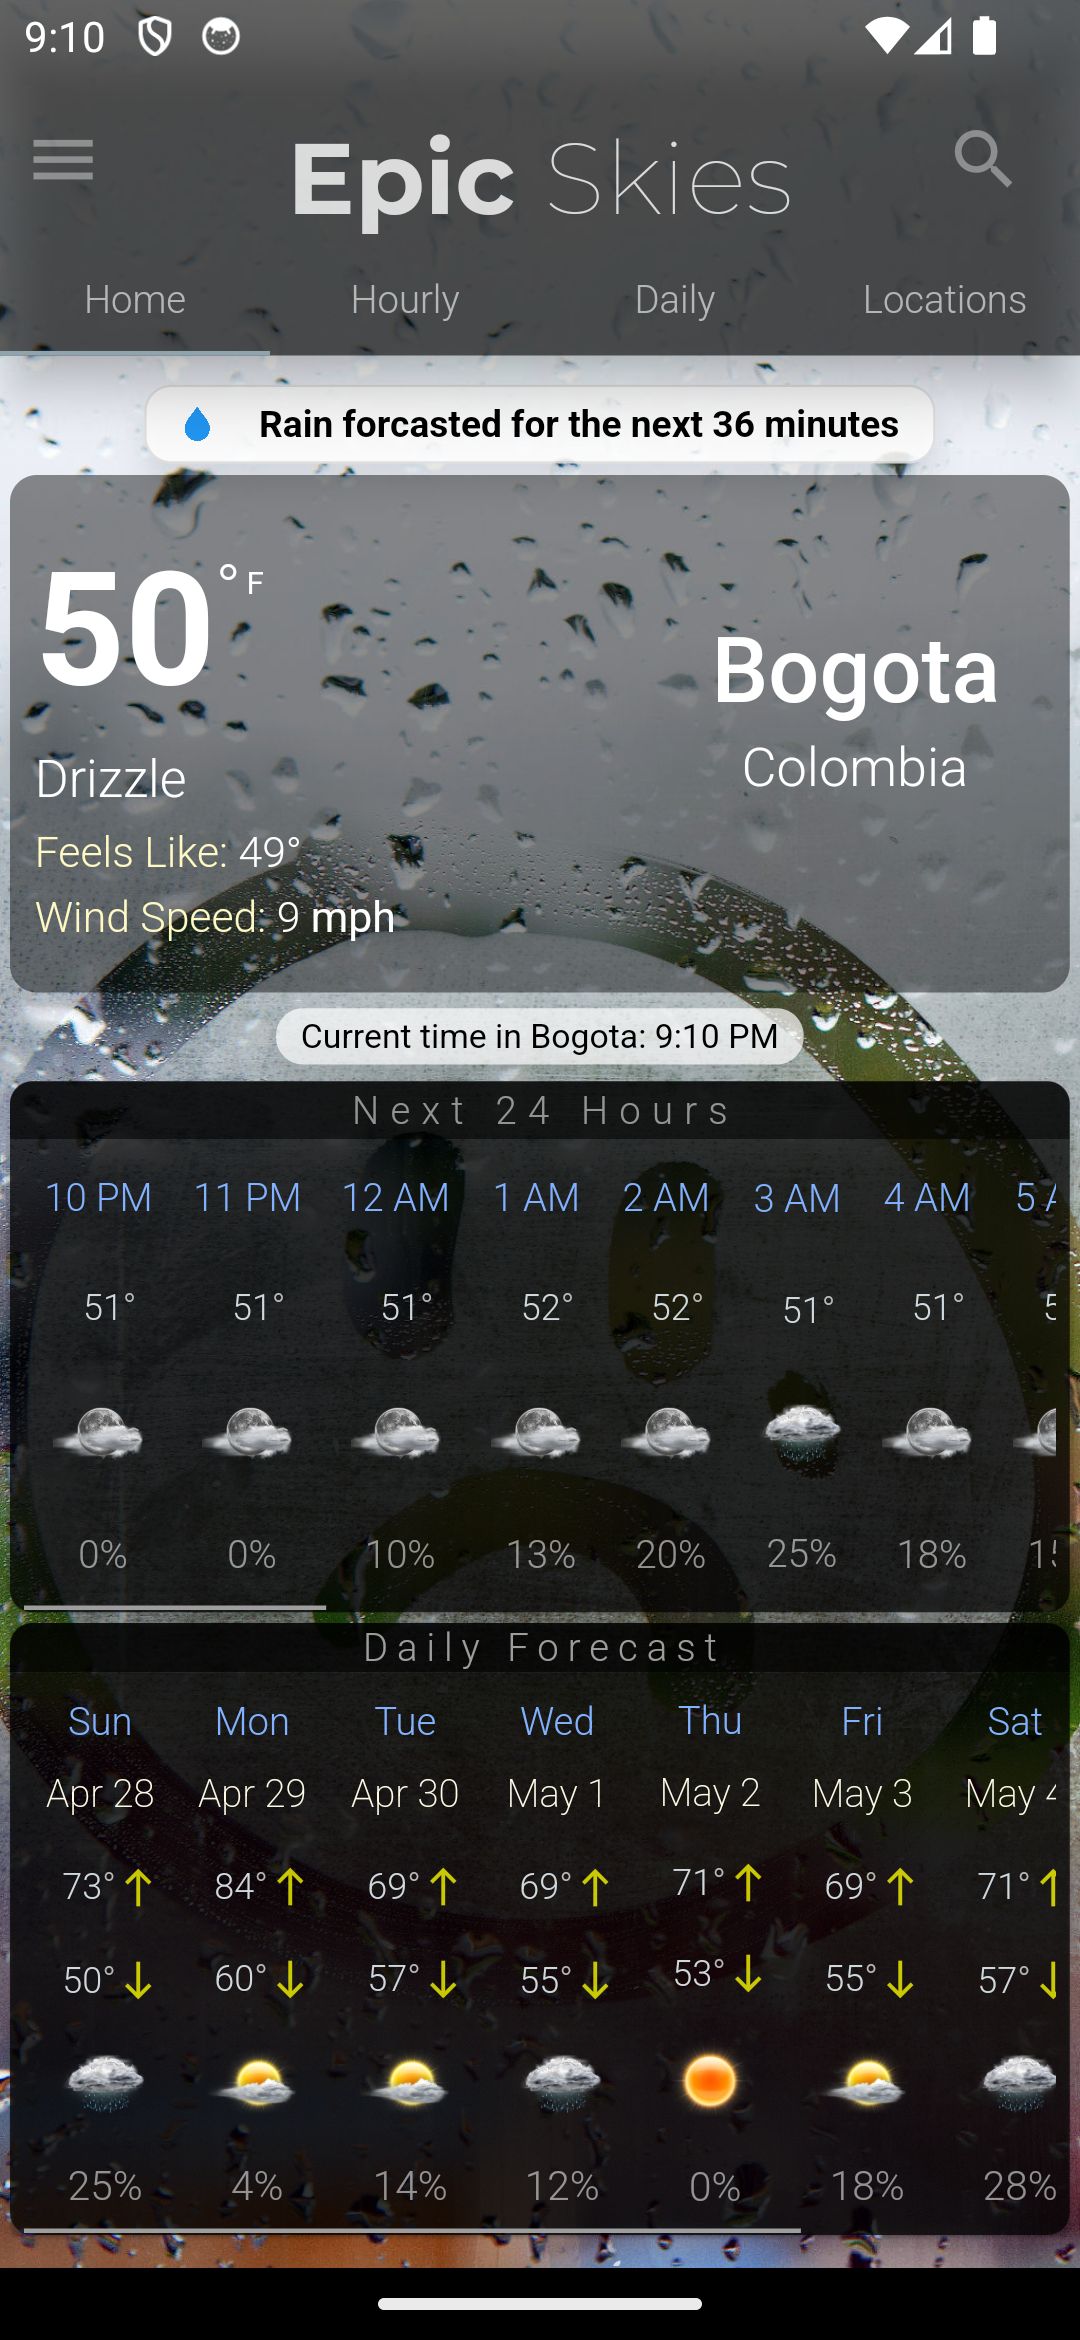 9:10
Epic Skies
Home Hourly Daily Locations
Rain forcasted for the next 36 minutes
50° F
Bogota
Colombia
Drizzle
Feels Like: 49°
Wind Speed: 9 mph
Current time in Bogota: 9:10 PM
Next 24 Hours
10 PM 11 PM 12 AM 1 AM 2 AM 3 AM 4 AM 5 A
51° 51° 51° 52° 52° 51° 51° 5
0% 0% 10% 13% 20% 25% 18% 15
Daily Forecast
Sun Mon Tue Wed Thu Fri Sat
Apr 28 Apr 29 Apr 30 May 1 May 2 May 3 May 4
73° 84° 69° 69° 71° 69° 71°
50° 60° 57° 55° 53° 55° 57°
25% 4% 14% 12% 0% 18% 28%